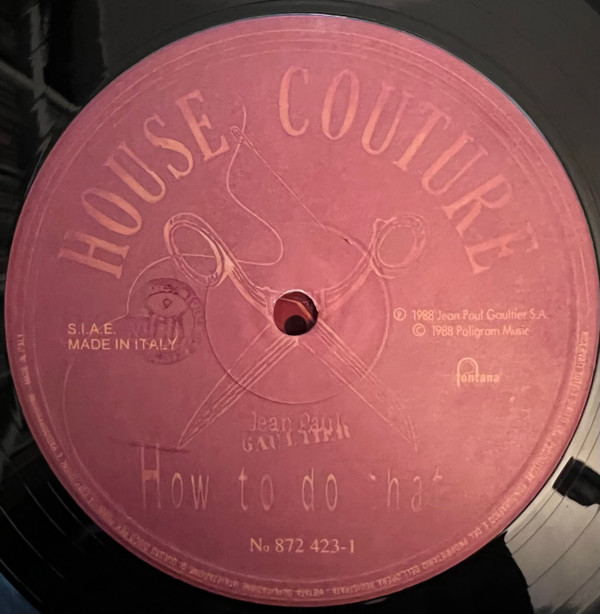 HOUSE COUTURE
S.I.A.E.
MADE IN ITALY
℗ 1988 Jean Paul Gaultier S.A.
© 1988 Poligram Music
fontana
Jean Paul
GAULTIER
How to do that
No 872 423-1